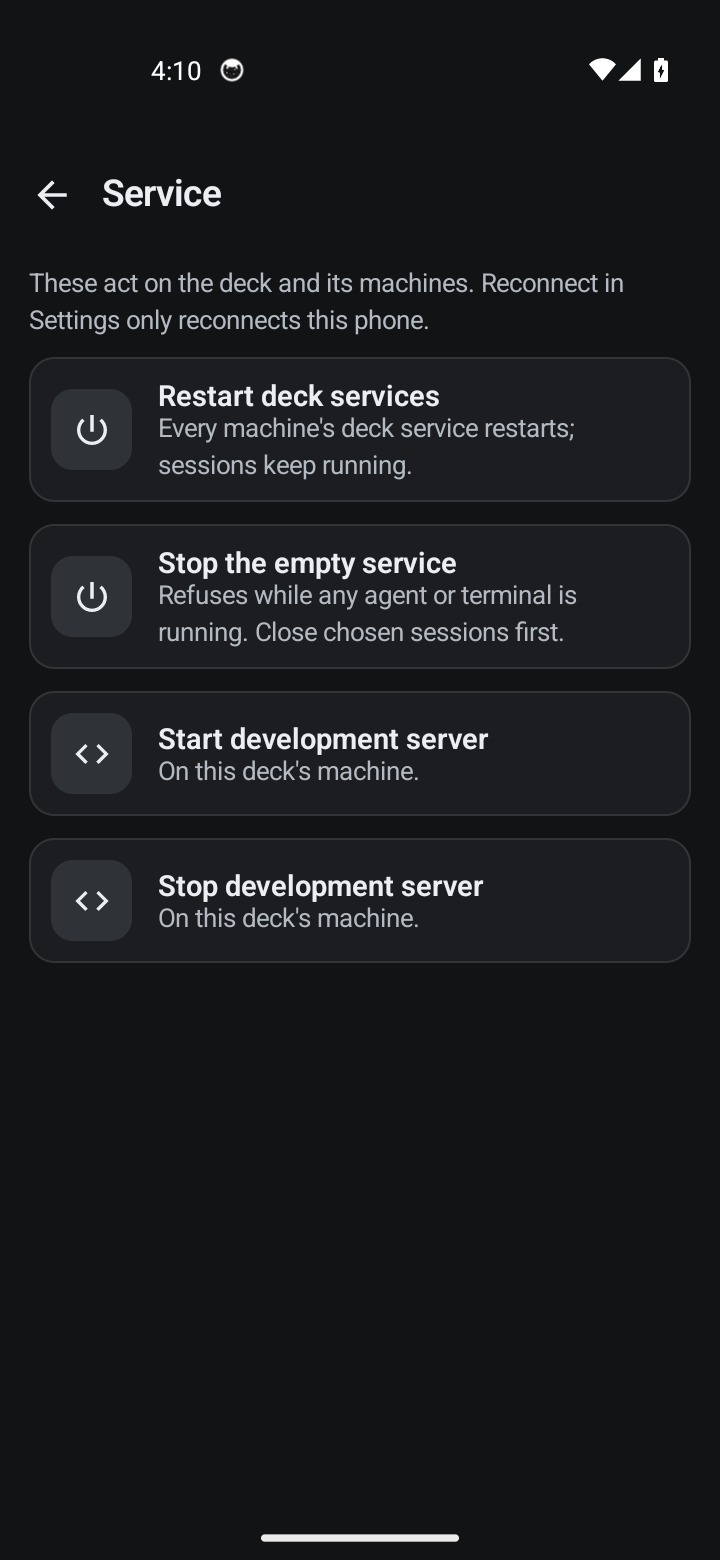 4:10
Service
These act on the deck and its machines. Reconnect in
Settings only reconnects this phone.
Restart deck services
Every machine's deck service restarts;
sessions keep running.
Stop the empty service
Refuses while any agent or terminal is
running. Close chosen sessions first.
Start development server
On this deck's machine.
Stop development server
On this deck's machine.